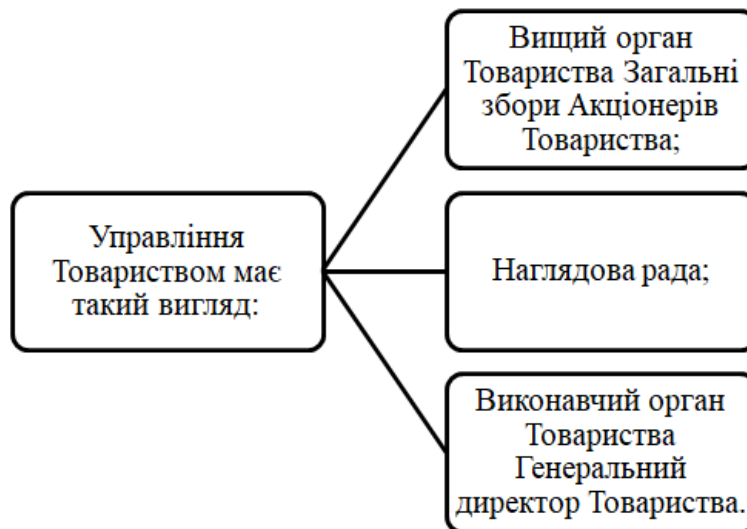 Управління
Товариством має
такий вигляд:
Вищий орган
Товариства Загальні
збори Акціонерів
Товариства;
Наглядова рада;
Виконавчий орган
Товариства
Генеральний
директор Товариства.